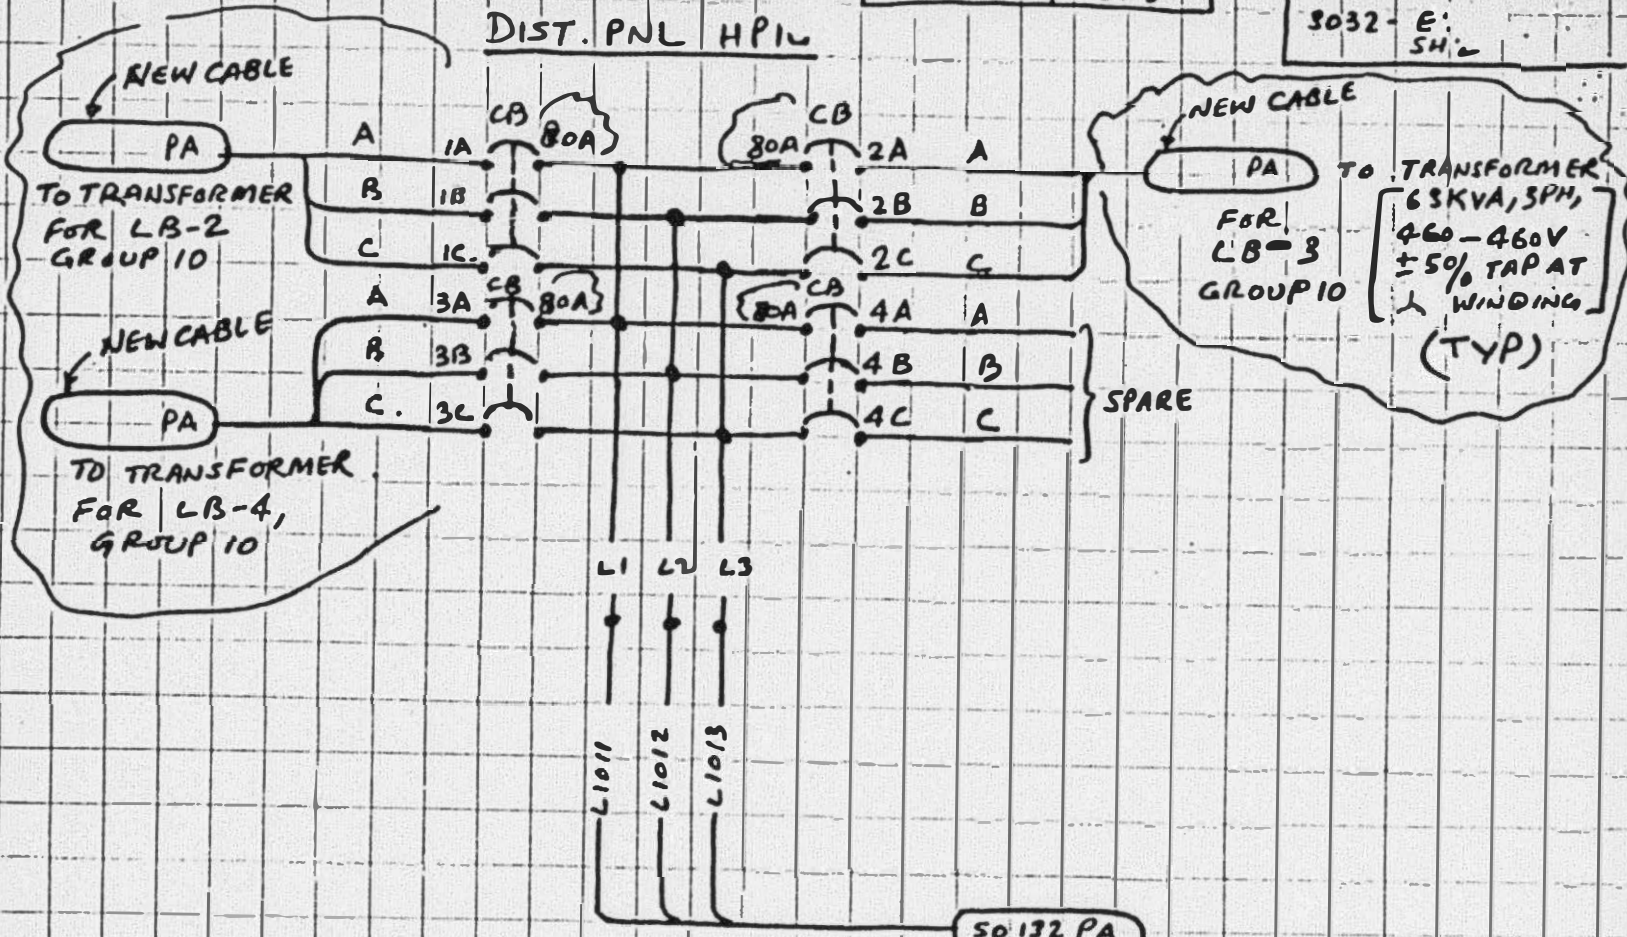 DIST. PNL HP1L
3032- E:
SH:
NEW CABLE
PA
TO TRANSFORMER
FOR LB-2
GROUP 10
A 1A CB 80A
B 1B
C 1C.
80A CB 2A A
2B B
2C C
NEW CABLE
PA
TO TRANSFORMER
63KVA, 3PH,
460-460V
± 5% TAP AT
WINDING
(TYP)
FOR
LB-3
GROUP 10
NEW CABLE
PA
TO TRANSFORMER
FOR LB-4,
GROUP 10
A 3A CB 80A
B 3B
C. 3C
80A CB 4A A
4B B
4C C
SPARE
L1 L2 L3
L1011 L1012 L1013
50132 PA